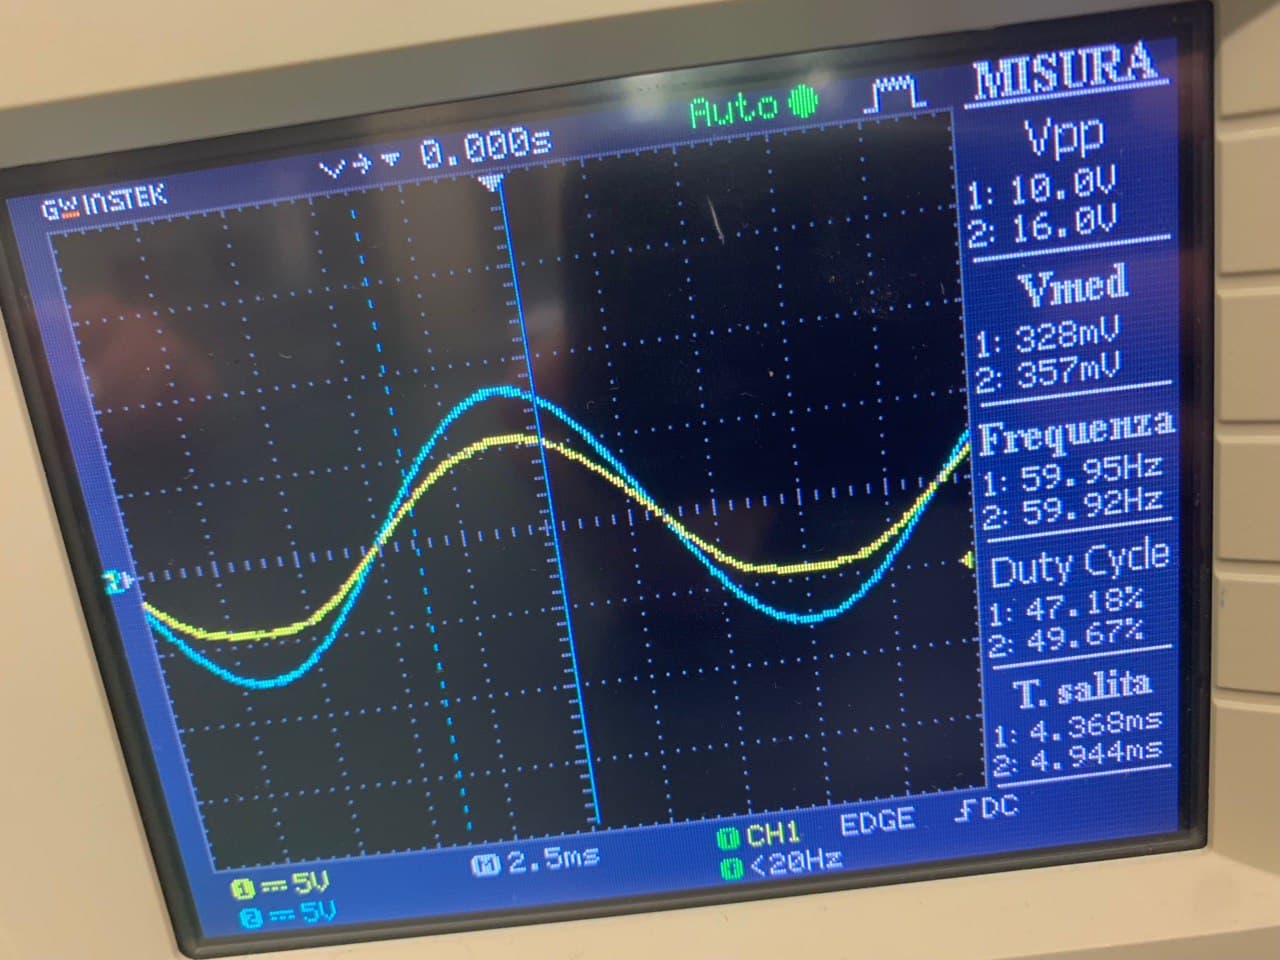 GW INSTEK
0.000s
Auto
MISURA
Vpp
1: 10.0V
2: 16.0V
Vmed
1: 328mV
2: 357mV
Frequenza
1: 59.95Hz
2: 59.92Hz
Duty Cycle
1: 47.18%
2: 49.67%
T. salita
1: 4.368ms
2: 4.944ms
2
1 5V
2 5V
M 2.5ms
CH1
<20Hz
EDGE
DC